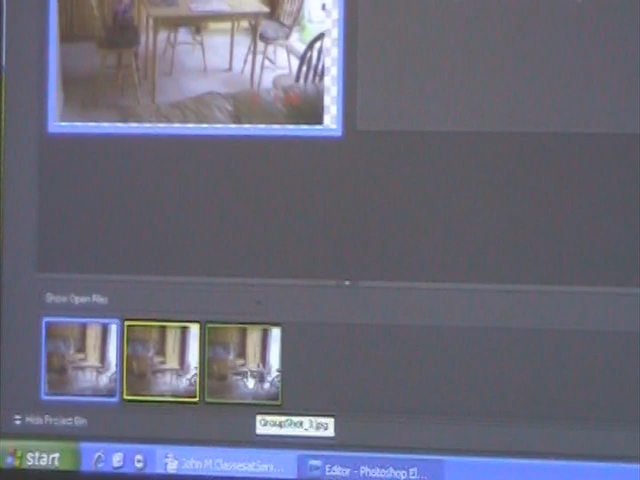 Show Open Files
Hide Project Bin
GroupShot_3.jpg
start
Editor - Photoshop El...